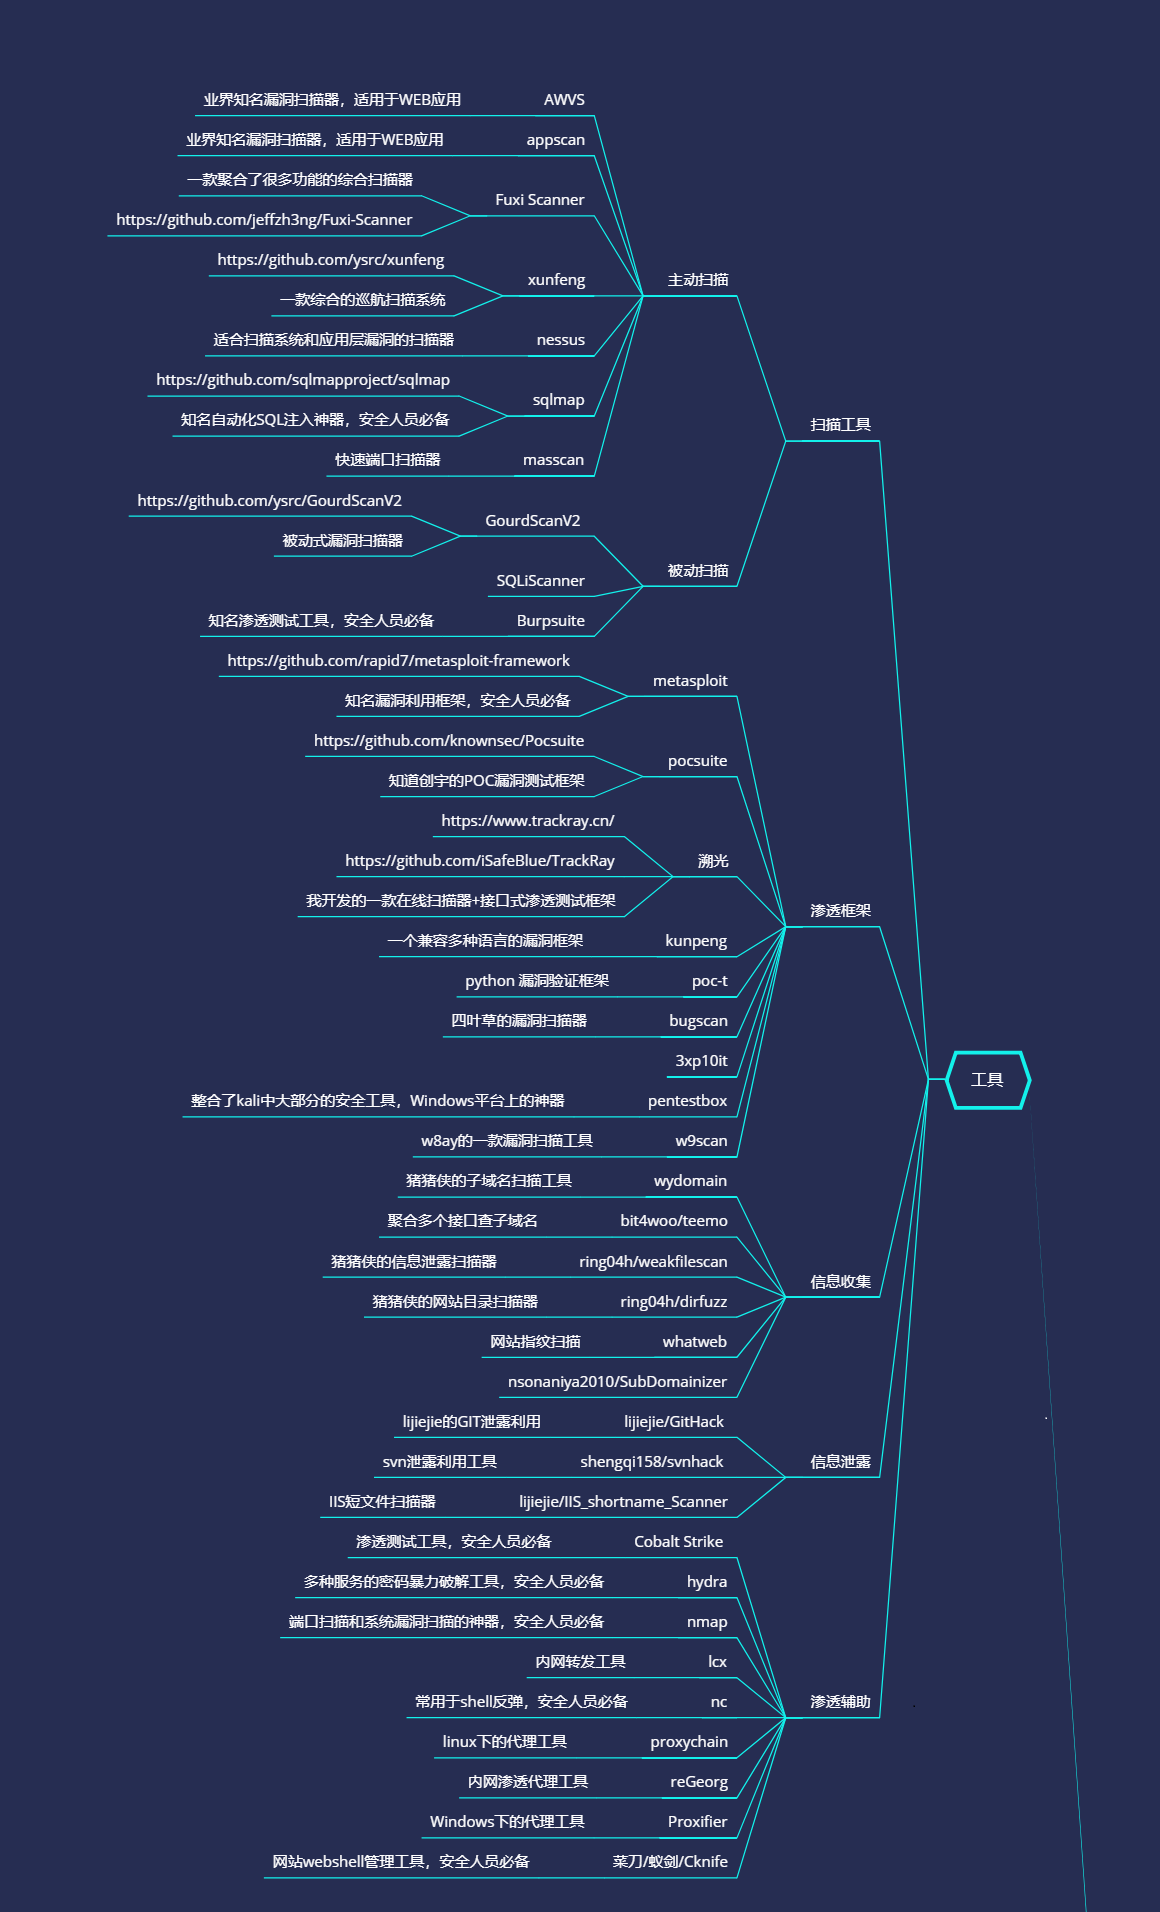 业界知名漏洞扫描器，适用于WEB应用 AWVS
业界知名漏洞扫描器，适用于WEB应用 appscan
一款聚合了很多功能的综合扫描器
Fuxi Scanner
https://github.com/jeffzh3ng/Fuxi-Scanner
https://github.com/ysrc/xunfeng
xunfeng 主动扫描
一款综合的巡航扫描系统
适合扫描系统和应用层漏洞的扫描器 nessus
https://github.com/sqlmapproject/sqlmap
sqlmap
知名自动化SQL注入神器，安全人员必备
扫描工具
快速端口扫描器 masscan
https://github.com/ysrc/GourdScanV2
GourdScanV2
被动式漏洞扫描器
被动扫描
SQLiScanner
知名渗透测试工具，安全人员必备 Burpsuite
https://github.com/rapid7/metasploit-framework
metasploit
知名漏洞利用框架，安全人员必备
https://github.com/knownsec/Pocsuite
pocsuite
知道创宇的POC漏洞测试框架
https://www.trackray.cn/
https://github.com/iSafeBlue/TrackRay 溯光
我开发的一款在线扫描器+接口式渗透测试框架
渗透框架
一个兼容多种语言的漏洞框架 kunpeng
python 漏洞验证框架 poc-t
四叶草的漏洞扫描器 bugscan
3xp10it
工具
整合了kali中大部分的安全工具，Windows平台上的神器 pentestbox
w8ay的一款漏洞扫描工具 w9scan
猪猪侠的子域名扫描工具 wydomain
聚合多个接口查子域名 bit4woo/teemo
猪猪侠的信息泄露扫描器 ring04h/weakfilescan
信息收集
猪猪侠的网站目录扫描器 ring04h/dirfuzz
网站指纹扫描 whatweb
nsonaniya2010/SubDomainizer
lijiejie的GIT泄露利用 lijiejie/GitHack
svn泄露利用工具 shengqi158/svnhack 信息泄露
IIS短文件扫描器 lijiejie/IIS_shortname_Scanner
渗透测试工具，安全人员必备 Cobalt Strike
多种服务的密码暴力破解工具，安全人员必备 hydra
端口扫描和系统漏洞扫描的神器，安全人员必备 nmap
内网转发工具 lcx
常用于shell反弹，安全人员必备 nc 渗透辅助
linux下的代理工具 proxychain
内网渗透代理工具 reGeorg
Windows下的代理工具 Proxifier
网站webshell管理工具，安全人员必备 菜刀/蚁剑/Cknife